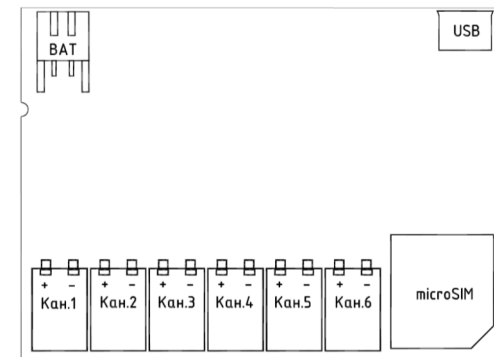 BAT
USB
+ - + - + - + - + - + -
Кан.1 Кан.2 Кан.3 Кан.4 Кан.5 Кан.6
microSIM